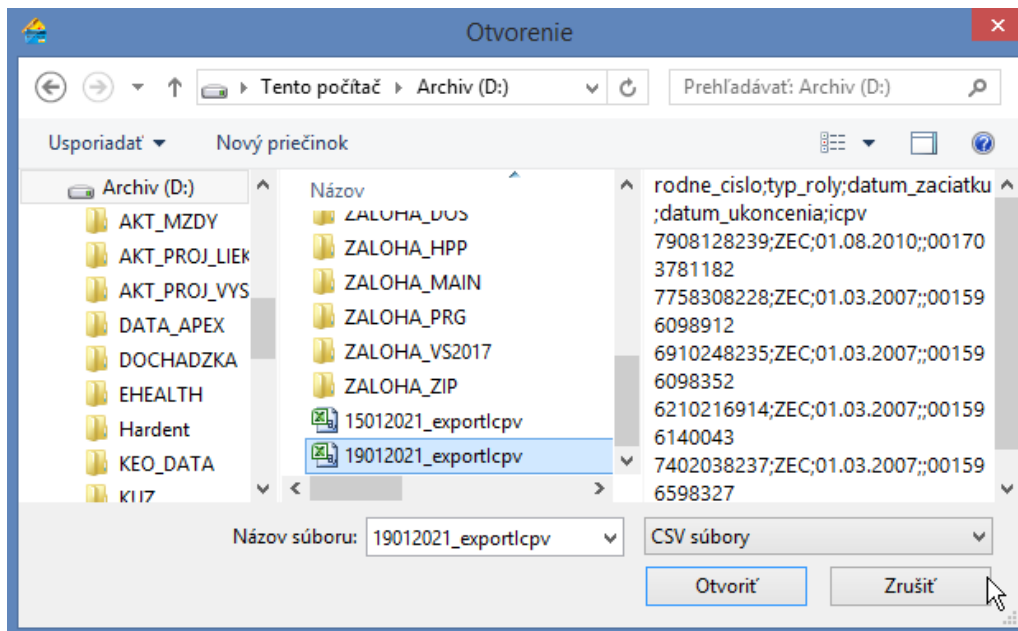 Otvorenie
Tento počítač
Archiv (D:)
Prehľadávať: Archiv (D:)
Usporiadať
Nový priečinok
Archiv (D:)
AKT_MZDY
AKT_PROJ_LIEK
AKT_PROJ_VYS
DATA_APEX
DOCHADZKA
EHEALTH
Hardent
KEO_DATA
KUZ
Názov
ZALOHA_DOS
ZALOHA_HPP
ZALOHA_MAIN
ZALOHA_PRG
ZALOHA_VS2017
ZALOHA_ZIP
15012021_exportIcpv
19012021_exportIcpv
rodne_cislo;typ_roly;datum_zaciatku
;datum_ukoncenia;icpv
7908128239;ZEC;01.08.2010;;00170
3781182
7758308228;ZEC;01.03.2007;;00159
6098912
6910248235;ZEC;01.03.2007;;00159
6098352
6210216914;ZEC;01.03.2007;;00159
6140043
7402038237;ZEC;01.03.2007;;00159
6598327
Názov súboru:
19012021_exportIcpv
CSV súbory
Otvoriť
Zrušiť